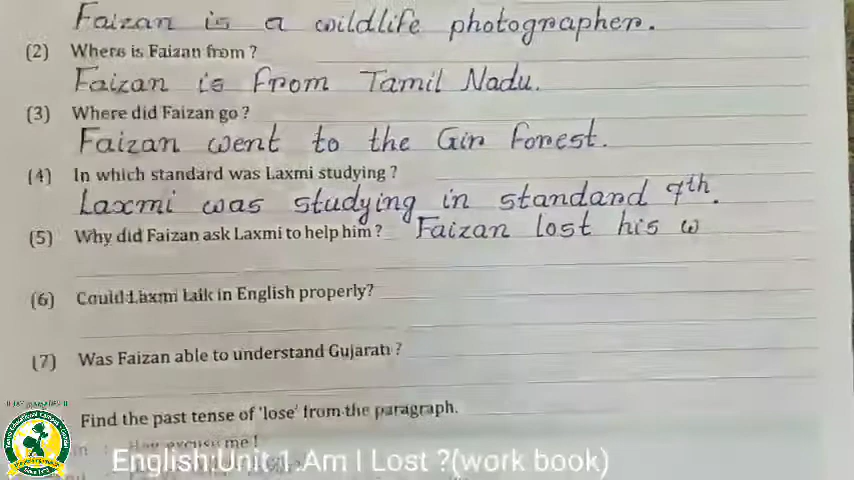 Faizan is a wildlife photographer.
(2) Where is Faizan from ?
Faizan is from Tamil Nadu.
(3) Where did Faizan go ?
Faizan went to the Gir forest.
(4) In which standard was Laxmi studying ?
Laxmi was studying in standard 7th.
(5) Why did Faizan ask Laxmi to help him ? Faizan lost his w
(6) Could Laxmi talk in English properly?
(7) Was Faizan able to understand Gujarati ?
Find the past tense of 'lose' from the paragraph.
excuse me !
English:Unit 1.Am I Lost ?(work book)